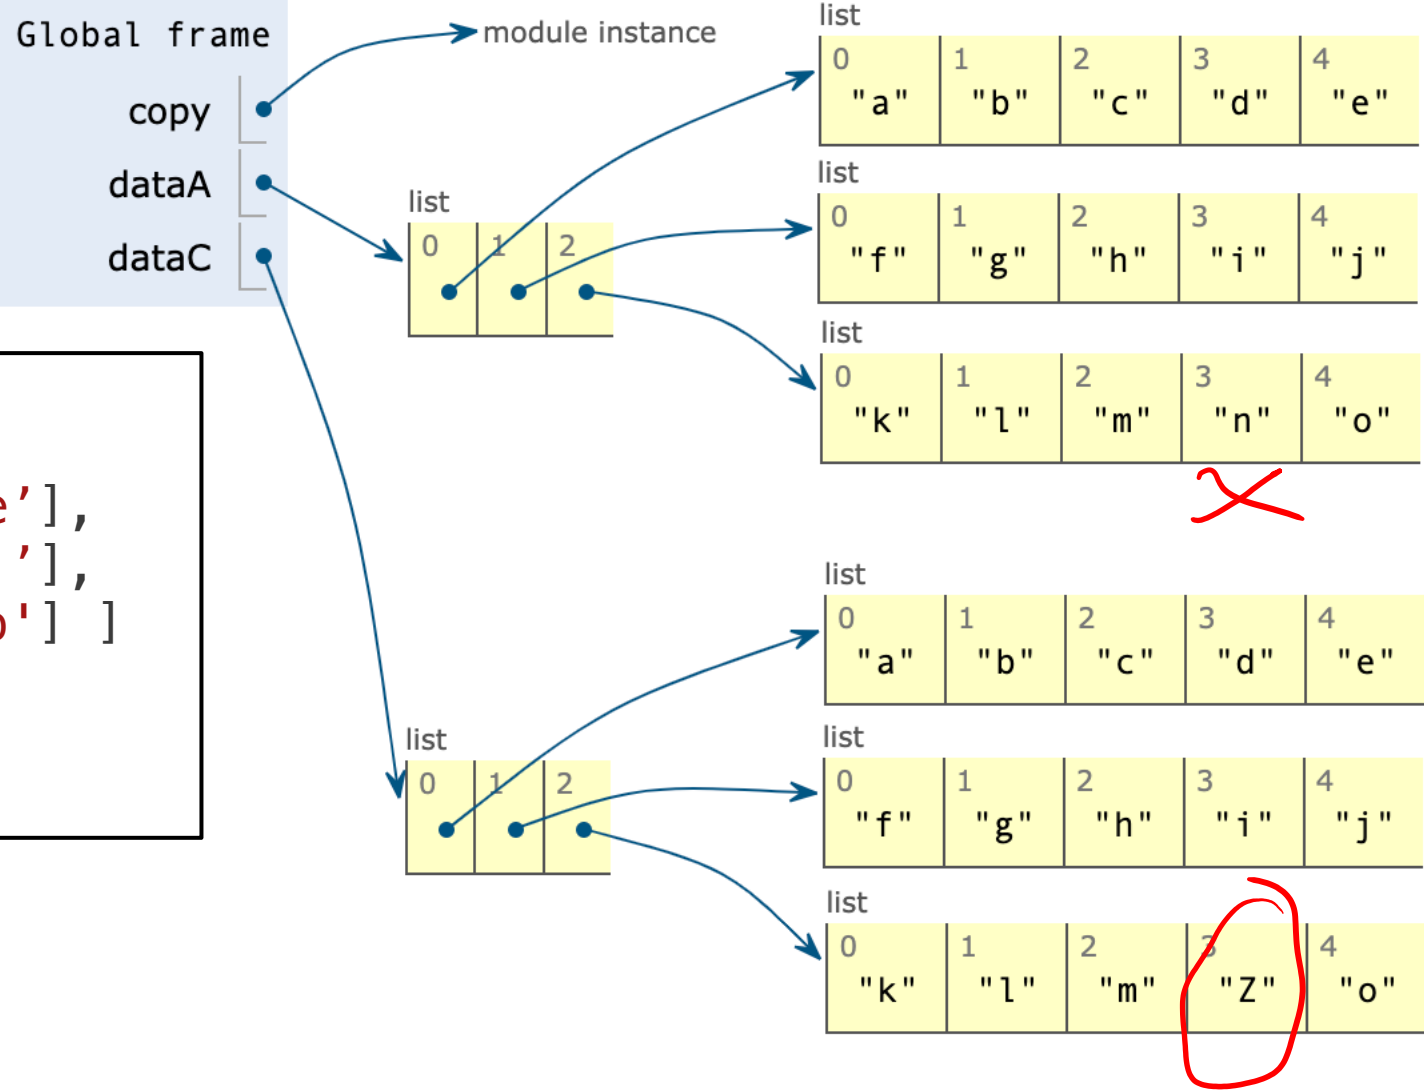 Global frame
copy
dataA
dataC
module instance
list
0 1 2
list
0 1 2 3 4
"a" "b" "c" "d" "e"
list
0 1 2 3 4
"f" "g" "h" "i" "j"
list
0 1 2 3 4
"k" "l" "m" "n" "o"
e’],
’],
o'] ]
list
0 1 2
list
0 1 2 3 4
"a" "b" "c" "d" "e"
list
0 1 2 3 4
"f" "g" "h" "i" "j"
list
0 1 2 3 4
"k" "l" "m" "Z" "o"